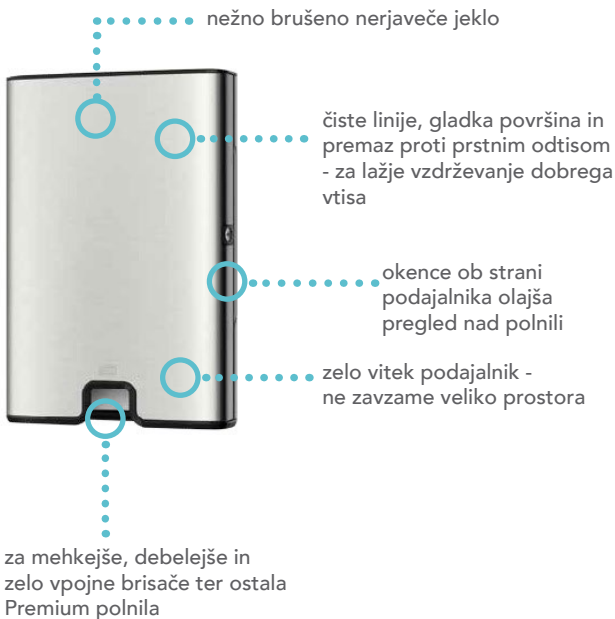 nežno brušeno nerjaveče jeklo
čiste linije, gladka površina in
premaz proti prstnim odtisom
- za lažje vzdrževanje dobrega
vtisa
okence ob strani
podajalnika olajša
pregled nad polnili
zelo vitek podajalnik -
ne zavzame veliko prostora
za mehkejše, debelejše in
zelo vpojne brisače ter ostala
Premium polnila